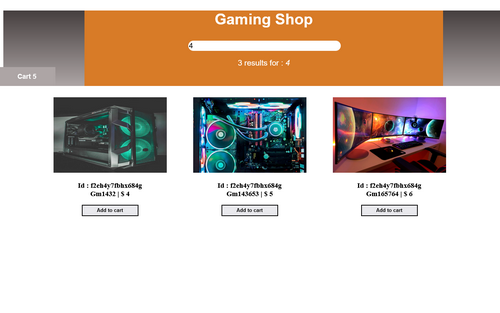 Gaming Shop
4
3 results for : 4
Cart 5
Id : f2eh4y7fbhx684g
Gm1432 | $ 4
Add to cart
Id : f2eh4y7fbhx684g
Gm143653 | $ 5
Add to cart
Id : f2eh4y7fbhx684g
Gm165764 | $ 6
Add to cart